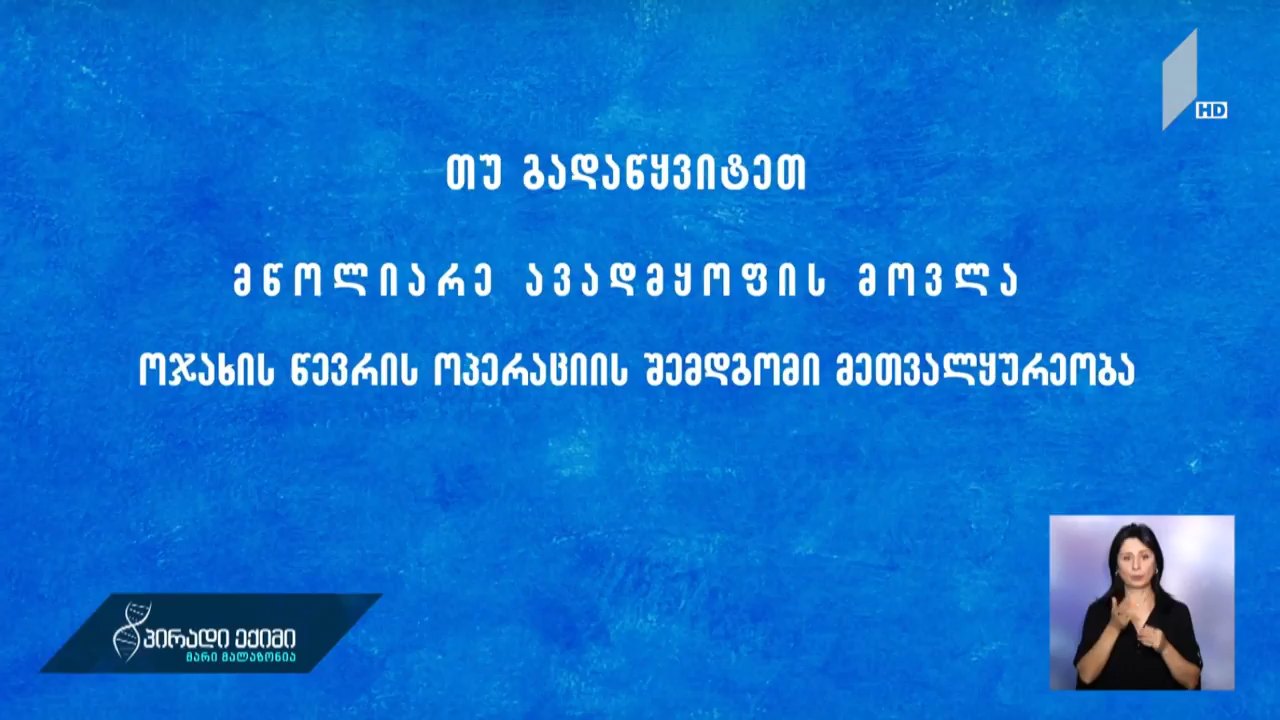 HD
თუ გადაწყვიტეთ
მწოლიარე ავადმყოფის მოვლა
ოჯახის წევრის ოპერაციის შემდგომი მეთვალყურეობა
პირადი ექიმი
მარი მალაზონია